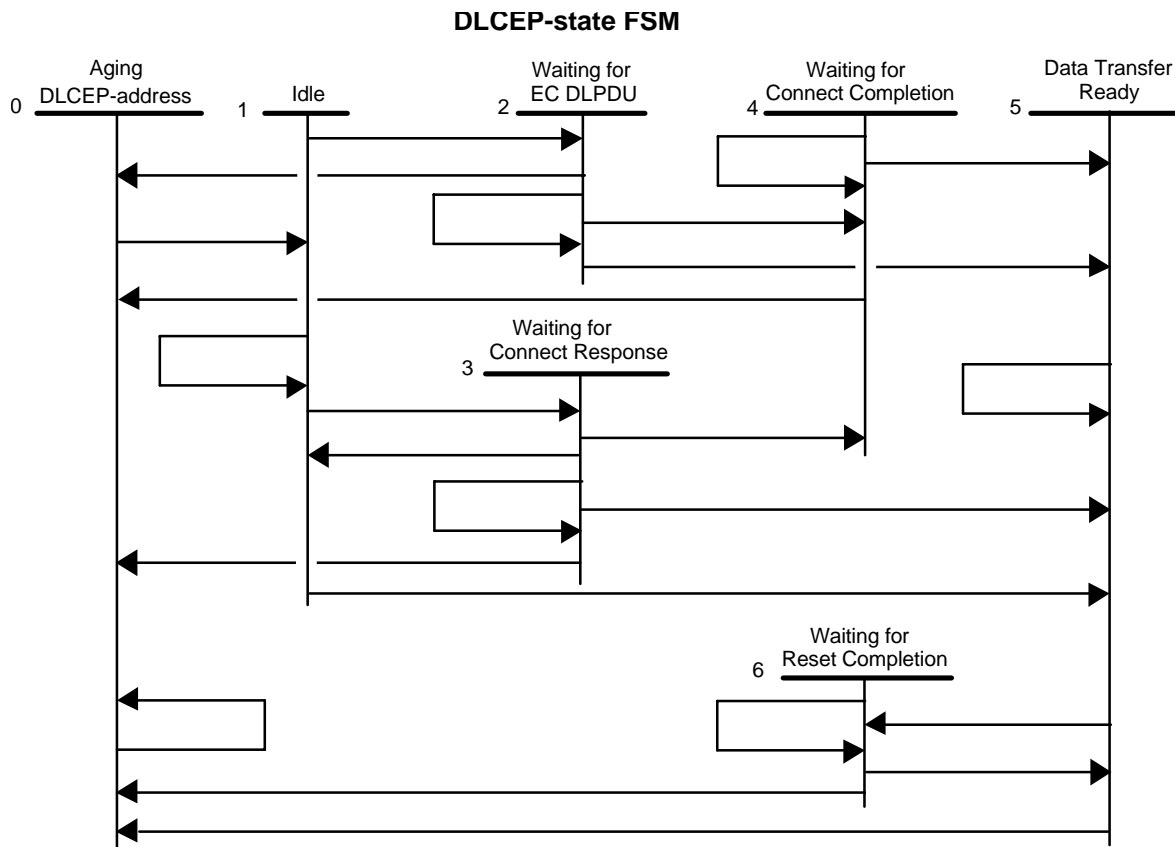 DLCEP-state FSM
Aging
DLCEP-address
0
Idle
1
Waiting for
EC DLPDU
2
Waiting for
Connect Completion
4
Data Transfer
Ready
5
Waiting for
Connect Response
3
Waiting for
Reset Completion
6